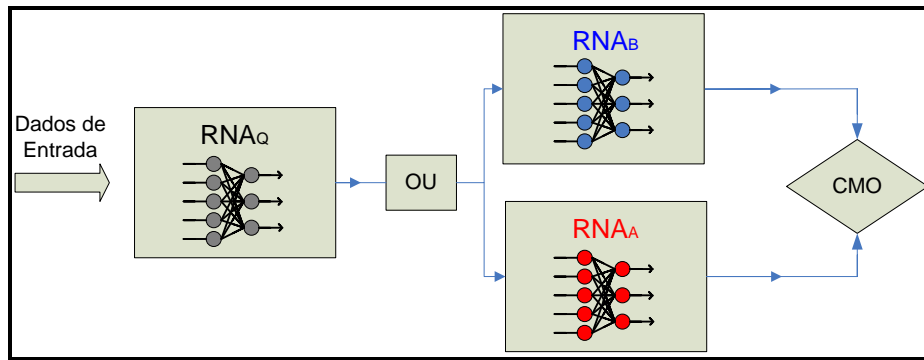 Dados de
Entrada
RNAQ
OU
RNAB
RNAA
CMO